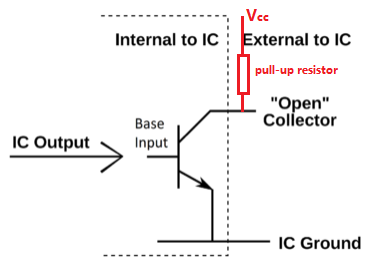 Vcc
Internal to IC
External to IC
pull-up resistor
"Open"
Collector
Base
Input
IC Output
IC Ground